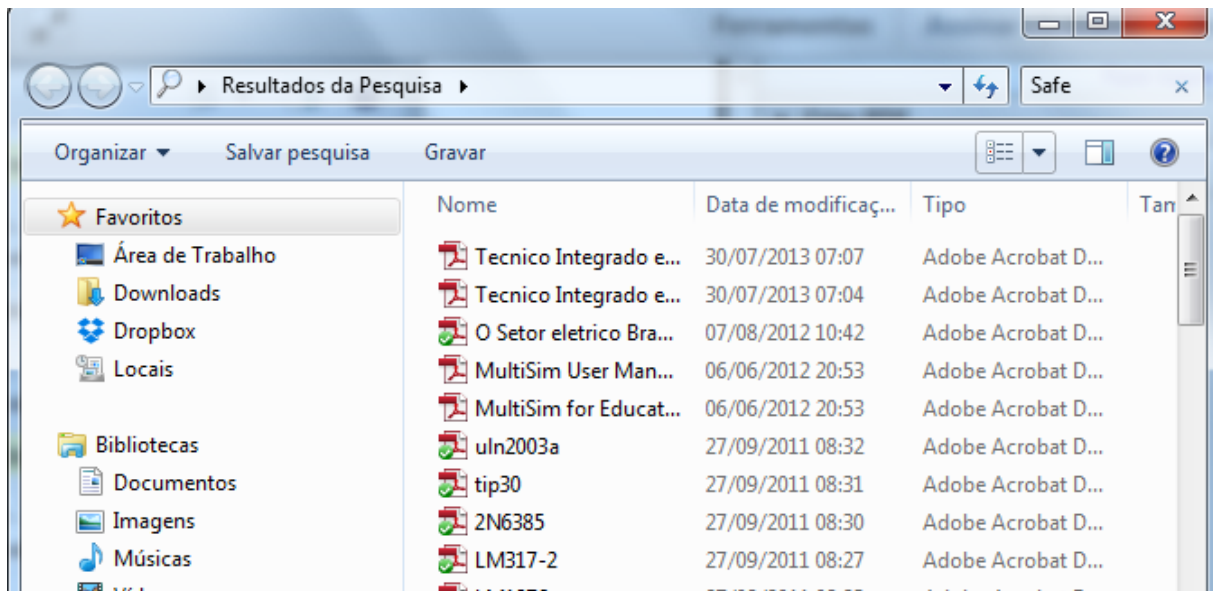 Resultados da Pesquisa
Safe
Organizar
Salvar pesquisa
Gravar
Favoritos
Área de Trabalho
Downloads
Dropbox
Locais
Bibliotecas
Documentos
Imagens
Músicas
Nome Data de modificaç... Tipo Tam
Tecnico Integrado e... 30/07/2013 07:07 Adobe Acrobat D...
Tecnico Integrado e... 30/07/2013 07:04 Adobe Acrobat D...
O Setor eletrico Bra... 07/08/2012 10:42 Adobe Acrobat D...
MultiSim User Man... 06/06/2012 20:53 Adobe Acrobat D...
MultiSim for Educat... 06/06/2012 20:53 Adobe Acrobat D...
uln2003a 27/09/2011 08:32 Adobe Acrobat D...
tip30 27/09/2011 08:31 Adobe Acrobat D...
2N6385 27/09/2011 08:30 Adobe Acrobat D...
LM317-2 27/09/2011 08:27 Adobe Acrobat D...